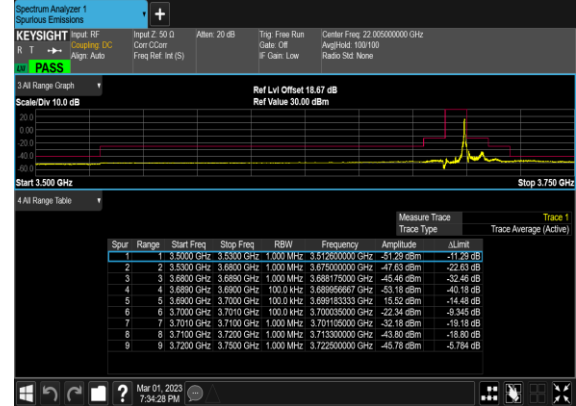 Spectrum Analyzer 1
Spurious Emissions
+
KEYSIGHT Input: RF Input Z: 50 Ω Atten: 20 dB Trig: Free Run Center Freq: 22.005000000 GHz
R T Coupling: DC Corr CCorr Gate: Off Avg|Hold: 100/100
Align: Auto Freq Ref: Int (S) IF Gain: Low Radio Std: None
PASS
3 All Range Graph
Ref Lvl Offset 18.67 dB
Scale/Div 10.0 dB Ref Value 30.00 dBm
20.0
0.00
-20.0
-40.0
-60.0
Start 3.500 GHz Stop 3.750 GHz
4 All Range Table
Measure Trace Trace 1
Trace Type Trace Average (Active)
Spur Range Start Freq Stop Freq RBW Frequency Amplitude ΔLimit
1 1 3.5000 GHz 3.5300 GHz 1.000 MHz 3.512600000 GHz -51.29 dBm -11.29 dB
2 2 3.5300 GHz 3.6800 GHz 1.000 MHz 3.675000000 GHz -47.63 dBm -22.63 dB
3 3 3.6800 GHz 3.6890 GHz 1.000 MHz 3.688175000 GHz -45.46 dBm -32.46 dB
4 4 3.6890 GHz 3.6900 GHz 100.0 kHz 3.689956667 GHz -53.18 dBm -40.18 dB
5 5 3.6900 GHz 3.7000 GHz 100.0 kHz 3.699183333 GHz 15.52 dBm -14.48 dB
6 6 3.7000 GHz 3.7010 GHz 100.0 kHz 3.700035000 GHz -22.34 dBm -9.345 dB
7 7 3.7010 GHz 3.7100 GHz 1.000 MHz 3.701105000 GHz -32.18 dBm -19.18 dB
8 8 3.7100 GHz 3.7200 GHz 1.000 MHz 3.713300000 GHz -43.80 dBm -18.80 dB
9 9 3.7200 GHz 3.7500 GHz 1.000 MHz 3.722500000 GHz -45.78 dBm -5.784 dB
? Mar 01, 2023
7:34:28 PM